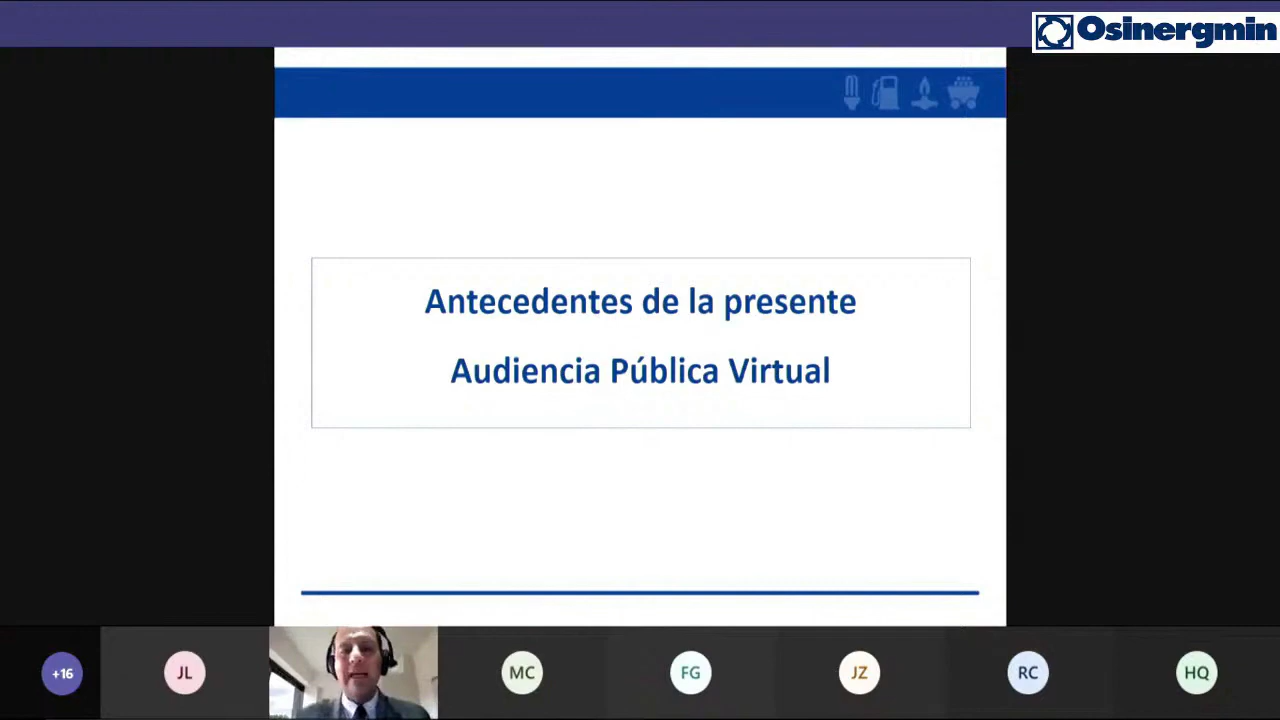 Osinergmin
Antecedentes de la presente
Audiencia Pública Virtual
+16
JL
MC
FG
JZ
RC
HQ